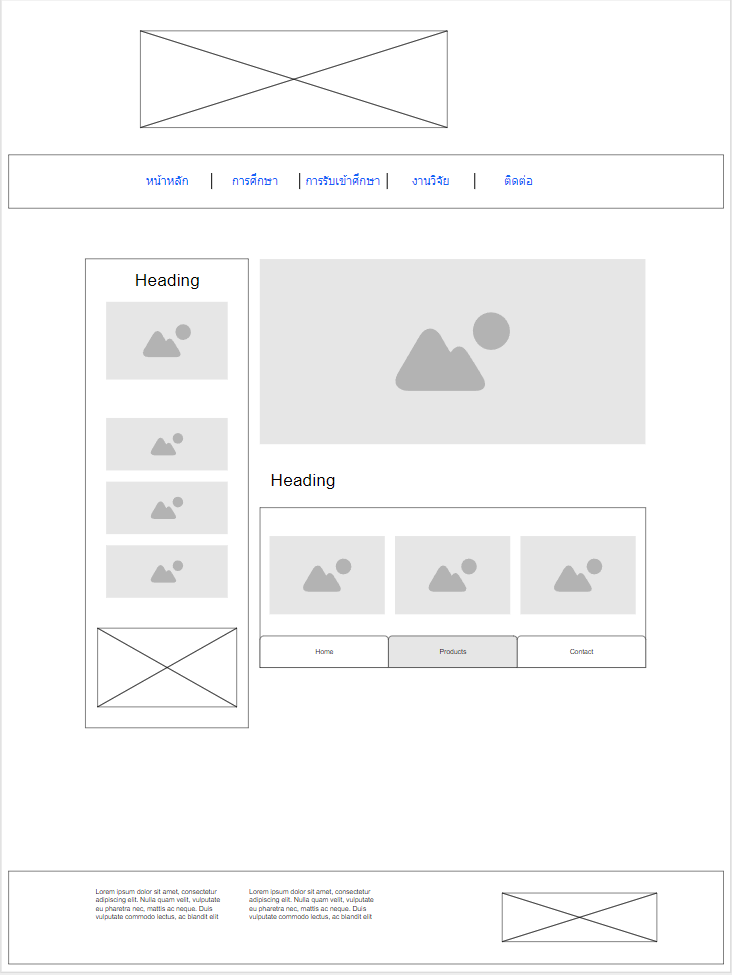 หน้าหลัก | การศึกษา | การรับเข้าศึกษา | งานวิจัย | ติดต่อ
Heading
Heading
Home Products Contact
Lorem ipsum dolor sit amet, consectetur
adipiscing elit. Nulla quam velit, vulputate
eu pharetra nec, mattis ac neque. Duis
vulputate commodo lectus, ac blandit elit
Lorem ipsum dolor sit amet, consectetur
adipiscing elit. Nulla quam velit, vulputate
eu pharetra nec, mattis ac neque. Duis
vulputate commodo lectus, ac blandit elit